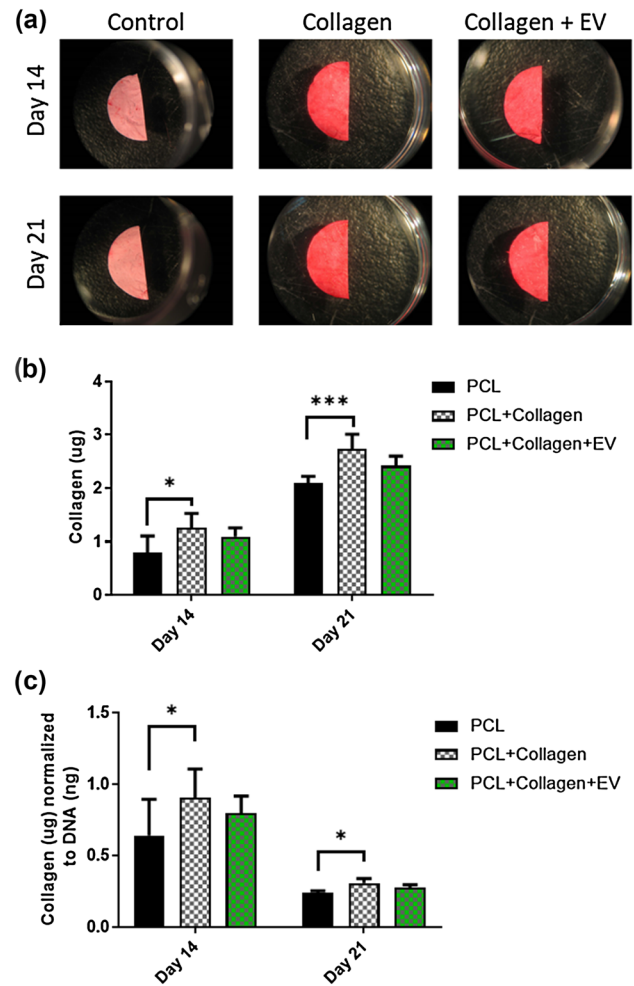 (a)
Control
Collagen
Collagen + EV
Day 14
Day 21
(b)
4
3
2
1
0
Collagen (ug)
*
***
Day 14
Day 21
PCL
PCL+Collagen
PCL+Collagen+EV
(c)
1.5
1.0
0.5
0.0
Collagen (ug) normalized
to DNA (ng)
*
*
Day 14
Day 21
PCL
PCL+Collagen
PCL+Collagen+EV